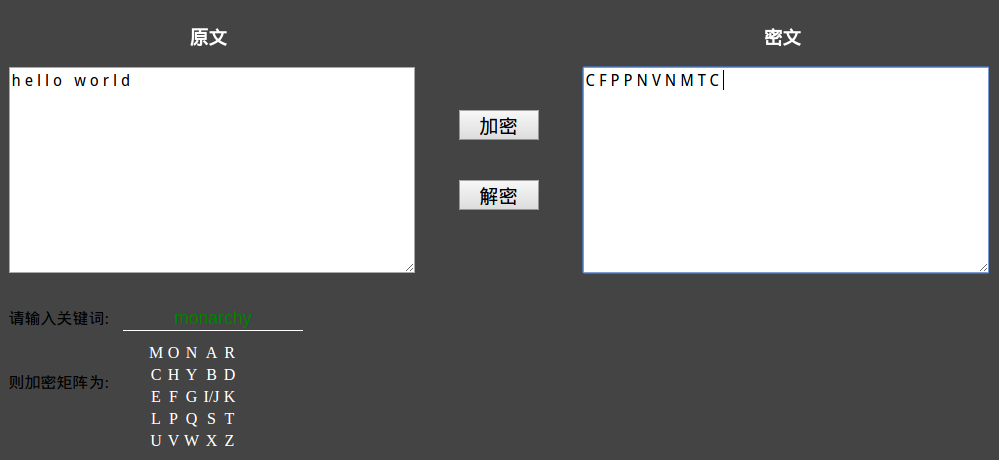 原文
密文
hello world
CFPPNVNMTC
加密
解密
请输入关键词: monarchy
则加密矩阵为:
M O N A R
C H Y B D
E F G I/J K
L P Q S T
U V W X Z